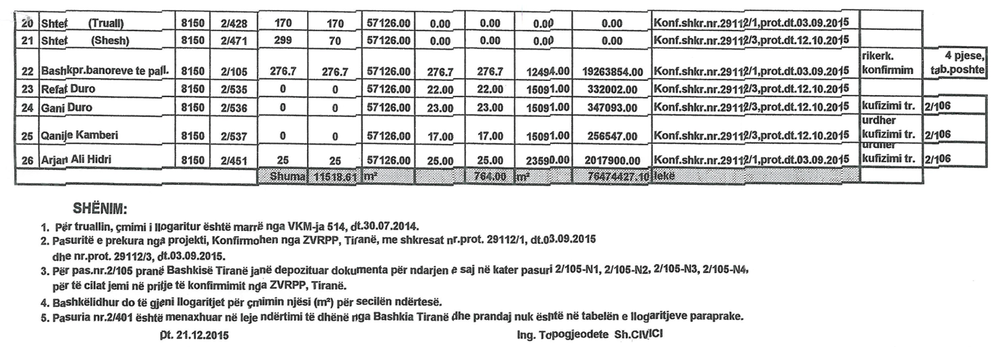 20 Shtet (Truall) 8150 2/428 170 170 57126.00 0.00 0.00 0.00 0.00 Konf.shkr.nr.29112/1,prot.dt.03.09.2015
21 Shtet (Shesh) 8150 2/471 299 70 57126.00 0.00 0.00 0.00 0.00 Konf.shkr.nr.29112/3,prot.dt.12.10.2015
rikerk. 4 pjese,
22 Bashkpr.banoreve te pall. 8150 2/105 276.7 276.7 57126.00 276.7 276.7 12494.00 19263854.00 Konf.shkr.nr.29112/1,prot.dt.03.09.2015 konfirmim tab.poshte
23 Refat Duro 8150 2/535 0 0 57126.00 22.00 22.00 15091.00 332002.00 Konf.shkr.nr.29112/3,prot.dt.12.10.2015
24 Gani Duro 8150 2/536 0 0 57126.00 23.00 23.00 15091.00 347093.00 Konf.shkr.nr.29112/3,prot.dt.12.10.2015 kufizimi tr. 2/106
urdher
25 Qanije Kamberi 8150 2/537 0 0 57126.00 17.00 17.00 15091.00 256547.00 Konf.shkr.nr.29112/3,prot.dt.12.10.2015 kufizimi tr. 2/106
urdher
26 Arjan Ali Hidri 8150 2/451 25 25 57126.00 25.00 25.00 23590.00 2017900.00 Konf.shkr.nr.29112/1,prot.dt.03.09.2015 kufizimi tr. 2/106
Shuma 11518.61 m² 764.00 m² 76474427.10 lekë
SHËNIM:
1. Për truallin, çmimi i llogaritur është marrë nga VKM-ja 514, dt.30.07.2014.
2. Pasuritë e prekura nga projekti, Konfirmohen nga ZVRPP, Tiranë, me shkresat nr.prot. 29112/1, dt.03.09.2015
dhe nr.prot. 29112/3, dt.03.09.2015.
3. Për pas.nr.2/105 pranë Bashkisë Tiranë janë depozituar dokumenta për ndarjen e saj në kater pasuri 2/105-N1, 2/105-N2, 2/105-N3, 2/105-N4,
për të cilat jemi në pritje të konfirmimit nga ZVRPP, Tiranë.
4. Bashkëlidhur do të gjeni llogaritjet për çmimin njësi (m²) për secilën ndërtesë.
5. Pasuria nr.2/401 është menaxhuar në leje ndërtimi të dhënë nga Bashkia Tiranë dhe prandaj nuk është në tabelën e llogaritjeve paraprake.
Dt. 21.12.2015 Ing. Topogjeodete Sh.CIVICI